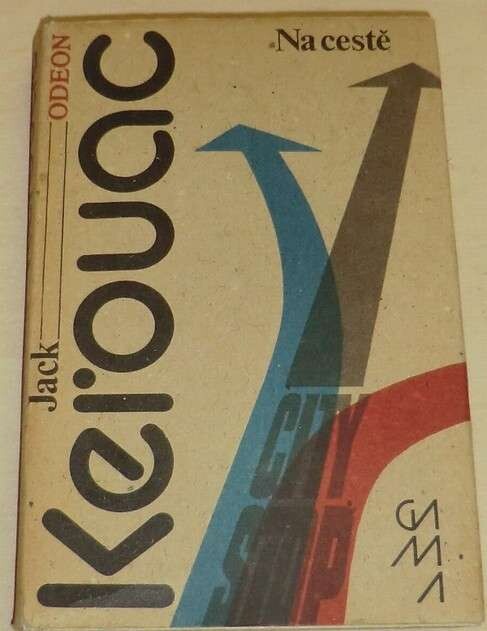 Na cestě
Jack
ODEON
Kerouac
CITY
STOP
GAMA